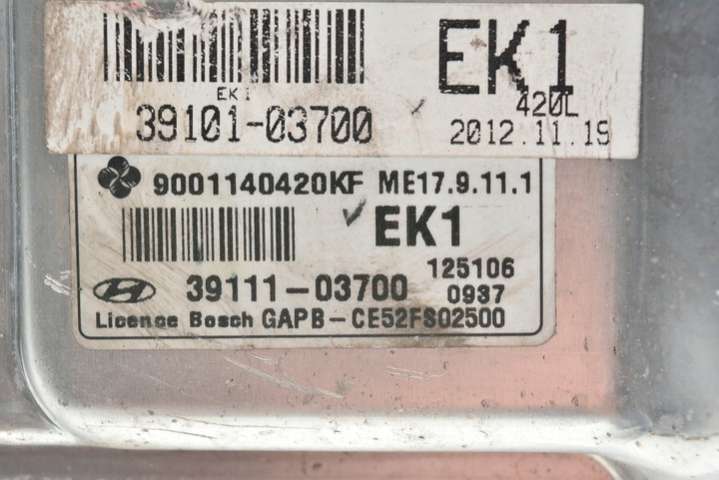 EK1
EK1
420L
39101-03700
2012.11.19
9001140420KF ME17.9.11.1
EK1
125106
39111-03700
0937
Licence Bosch GAPB-CE52FS02500